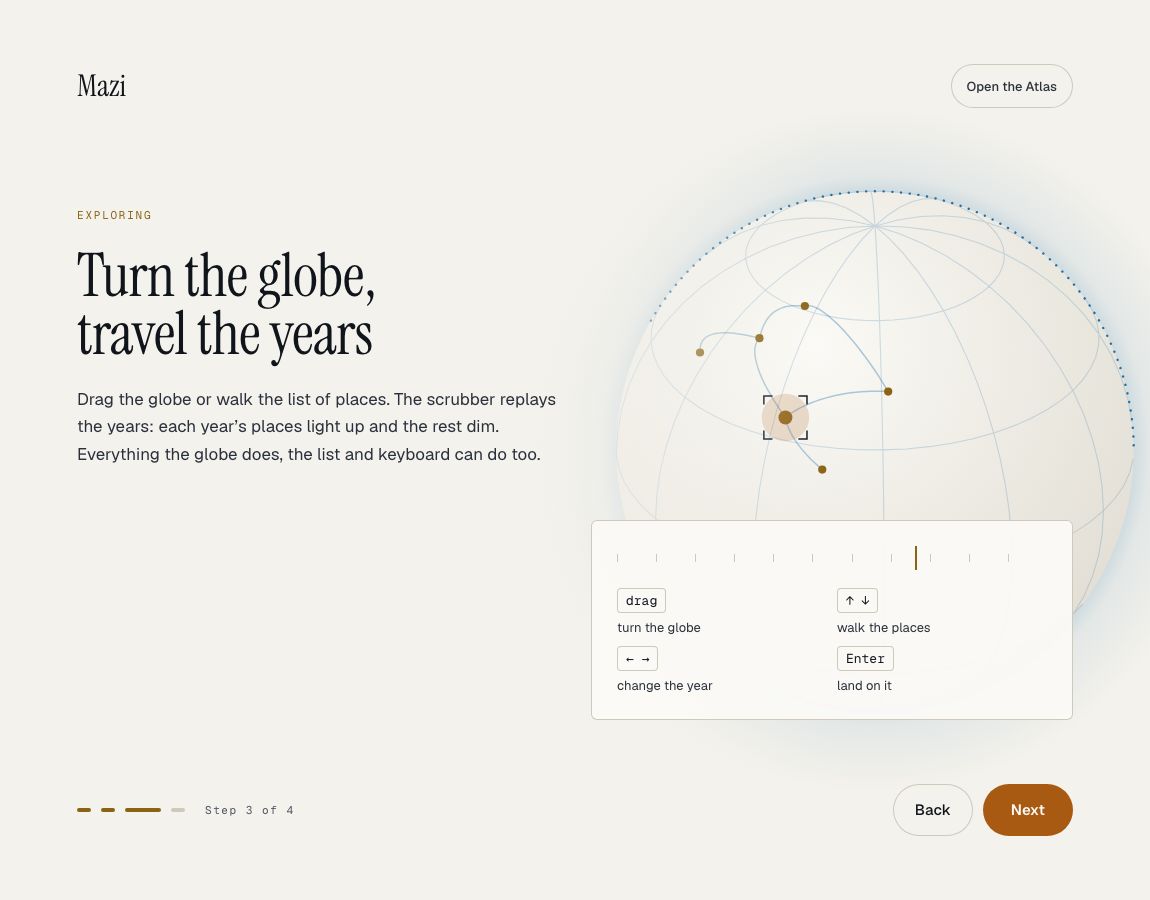 Mazi
Open the Atlas
EXPLORING
Turn the globe,
travel the years
Drag the globe or walk the list of places. The scrubber replays
the years: each year’s places light up and the rest dim.
Everything the globe does, the list and keyboard can do too.
drag
turn the globe
↑ ↓
walk the places
← →
change the year
Enter
land on it
Step 3 of 4
Back
Next